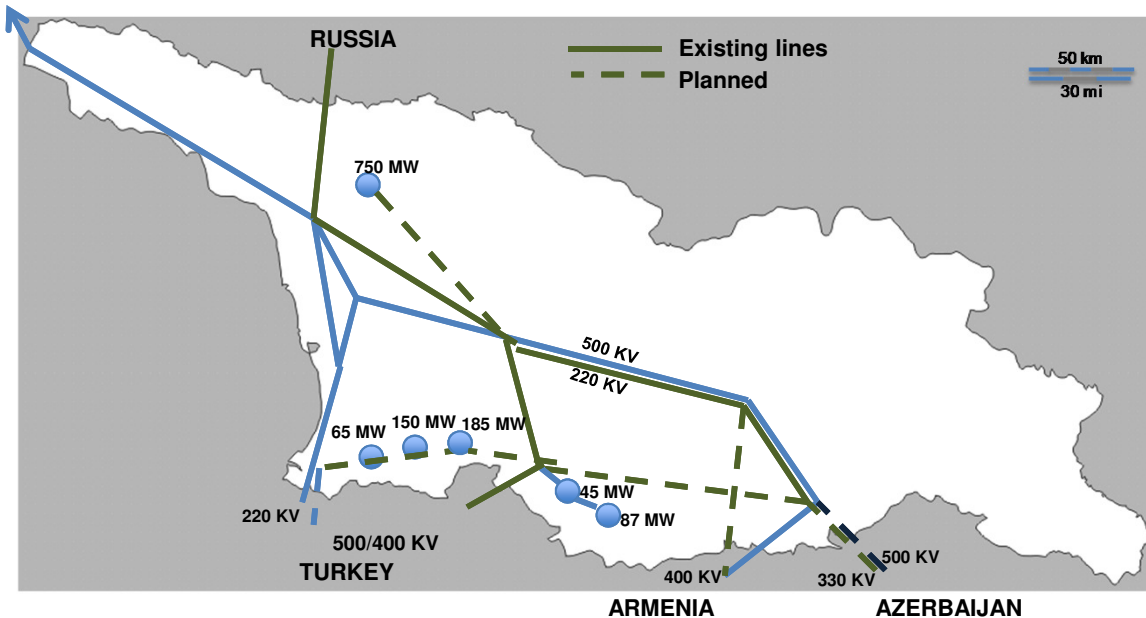 RUSSIA
Existing lines
Planned
50 km
30 mi
750 MW
500 KV
220 KV
65 MW
150 MW
185 MW
45 MW
87 MW
220 KV
500/400 KV
TURKEY
400 KV
330 KV
500 KV
ARMENIA
AZERBAIJAN